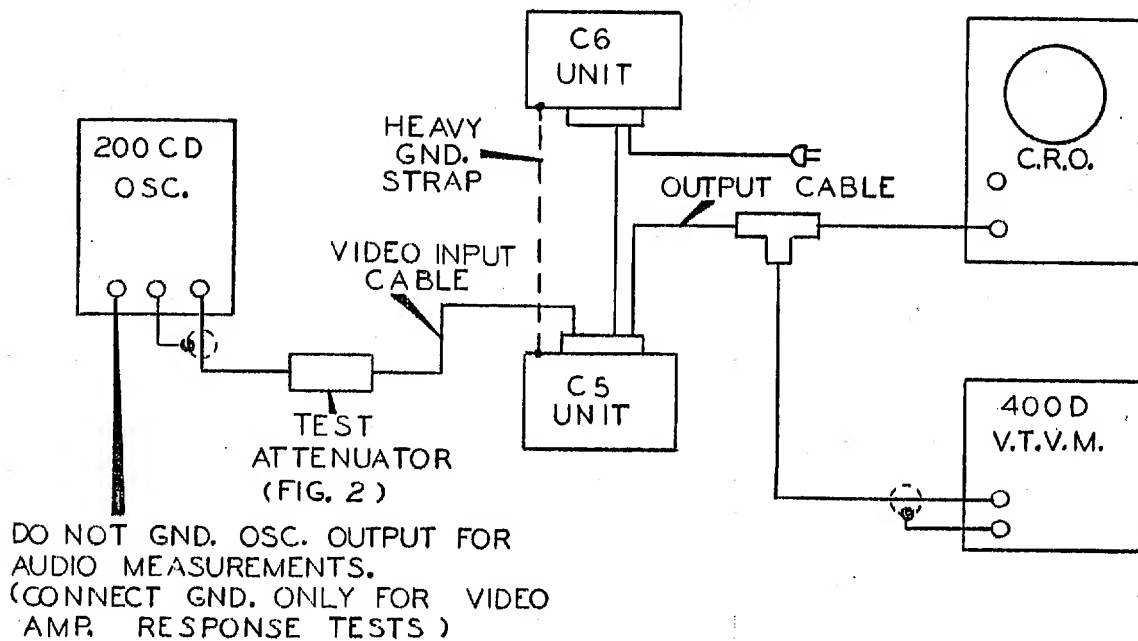 C6
UNIT
HEAVY
GND.
STRAP
200 CD
OSC.
C.R.O.
OUTPUT CABLE
VIDEO INPUT
CABLE
C5
UNIT
400 D
V.T.V.M.
TEST
ATTENUATOR
(FIG. 2)
DO NOT GND. OSC. OUTPUT FOR
AUDIO MEASUREMENTS.
(CONNECT GND. ONLY FOR VIDEO
AMP. RESPONSE TESTS)